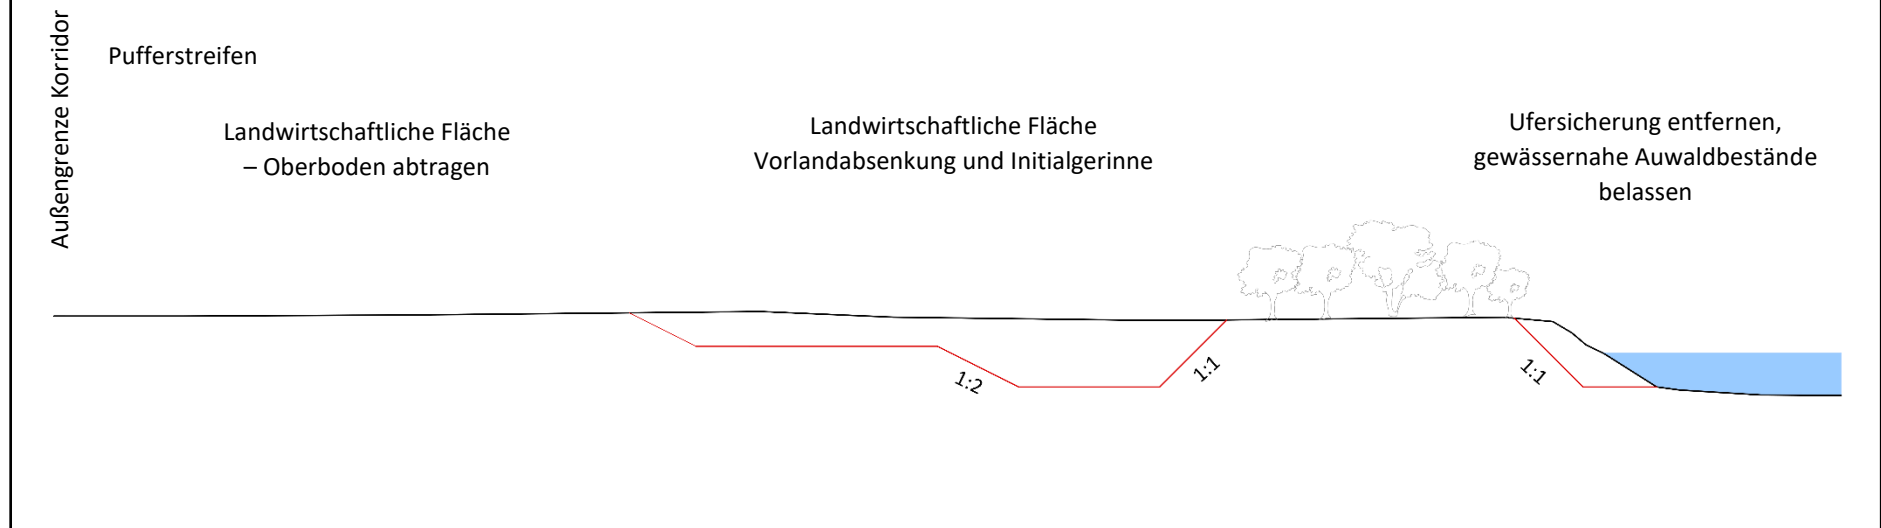 Außengrenze Korridor
Pufferstreifen
Landwirtschaftliche Fläche
– Oberboden abtragen
Landwirtschaftliche Fläche
Vorlandabsenkung und Initialgerinne
Ufersicherung entfernen,
gewässernahe Auwaldbestände
belassen
1:2
1:1
1:1